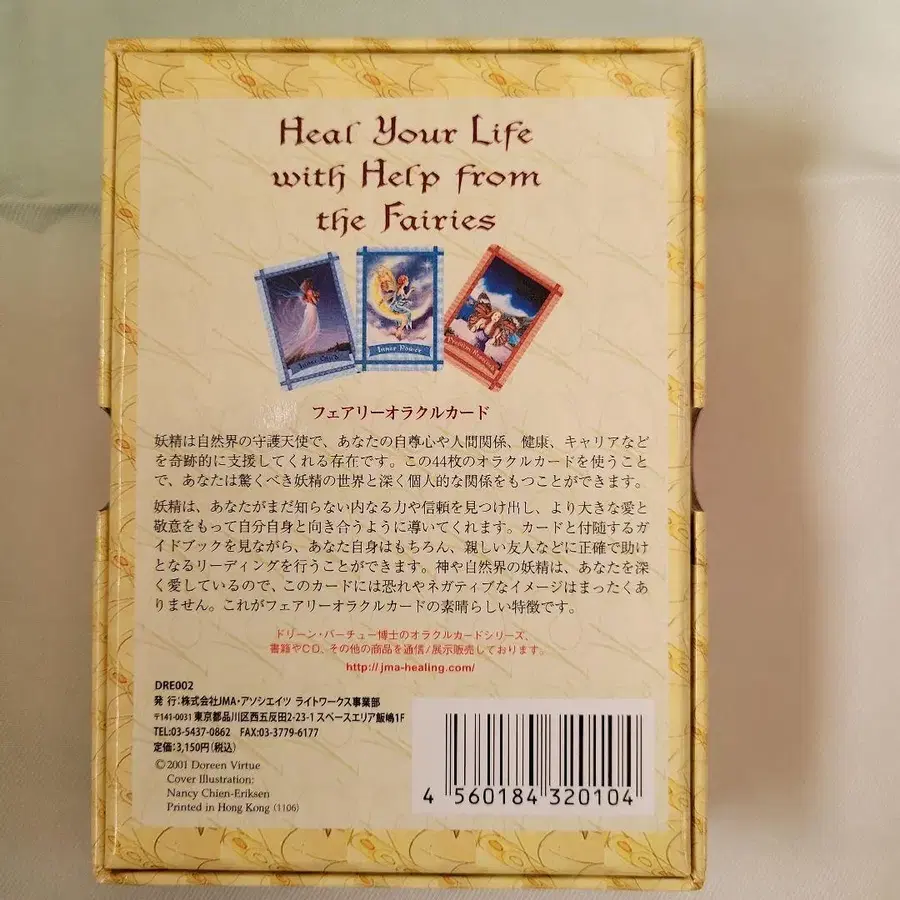 Heal Your Life
with Help from
the Fairies
Inner Power
フェアリーオラクルカード
妖精は自然界の守護天使で、あなたの自尊心や人間関係、健康、キャリアなど
を奇跡的に支援してくれる存在です。この44枚のオラクルカードを使うこと
で、あなたは驚くべき妖精の世界と深く個人的な関係をもつことができます。
妖精は、あなたがまだ知らない内なる力や信頼を見つけ出し、より大きな愛と
敬意をもって自分自身と向き合うように導いてくれます。カードと付随するガ
イドブックを見ながら、あなた自身はもちろん、親しい友人などに正確で助け
となるリーディングを行うことができます。神や自然界の妖精は、あなたを深
く愛しているので、このカードには恐れやネガティブなイメージはまったくあ
りません。これがフェアリーオラクルカードの素晴らしい特徴です。
ドリーン・バーチュー博士のオラクルカードシリーズ、
書籍やCD、その他の商品を通信/展示販売しております。
http://jma-healing.com/
DRE002
発 行:株式会社JMA・アソシエイツ ライトワークス事業部
〒141-0031 東京都品川区西五反田2-23-1 スペースエリア飯嶋1F
TEL:03-5437-0862 FAX:03-3779-6177
定価:3,150円(税込)
©2001 Doreen Virtue
Cover Illustration:
Nancy Chien-Eriksen
Printed in Hong Kong (1106)
4 560184 320104